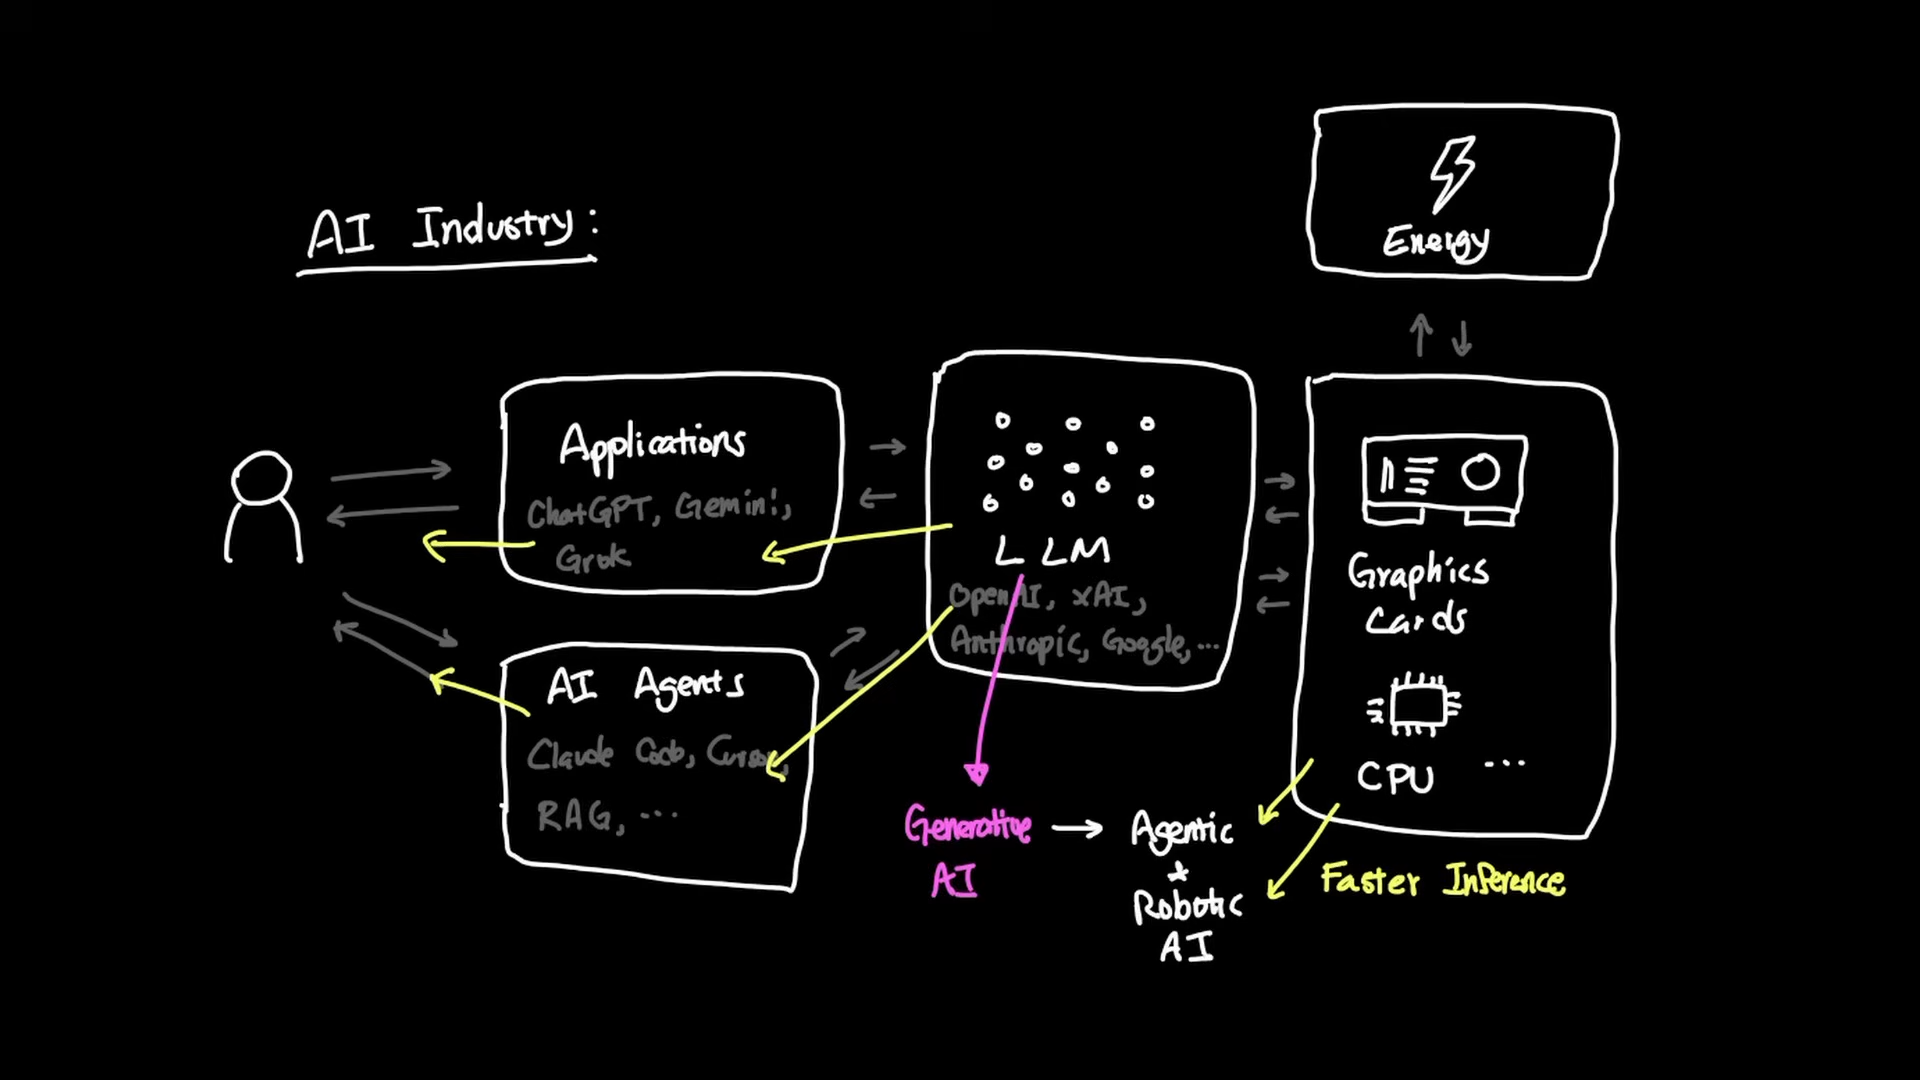 AI Industry:
Energy
Applications
ChatGPT, Gemini,
Grok
LLM
OpenAI, xAI,
Anthropic, Google, ...
Graphics
Cards
CPU ...
AI Agents
Claude Code, Cursor,
RAG, ...
Generative
AI
Agentic
+
Robotic
AI
Faster Inference